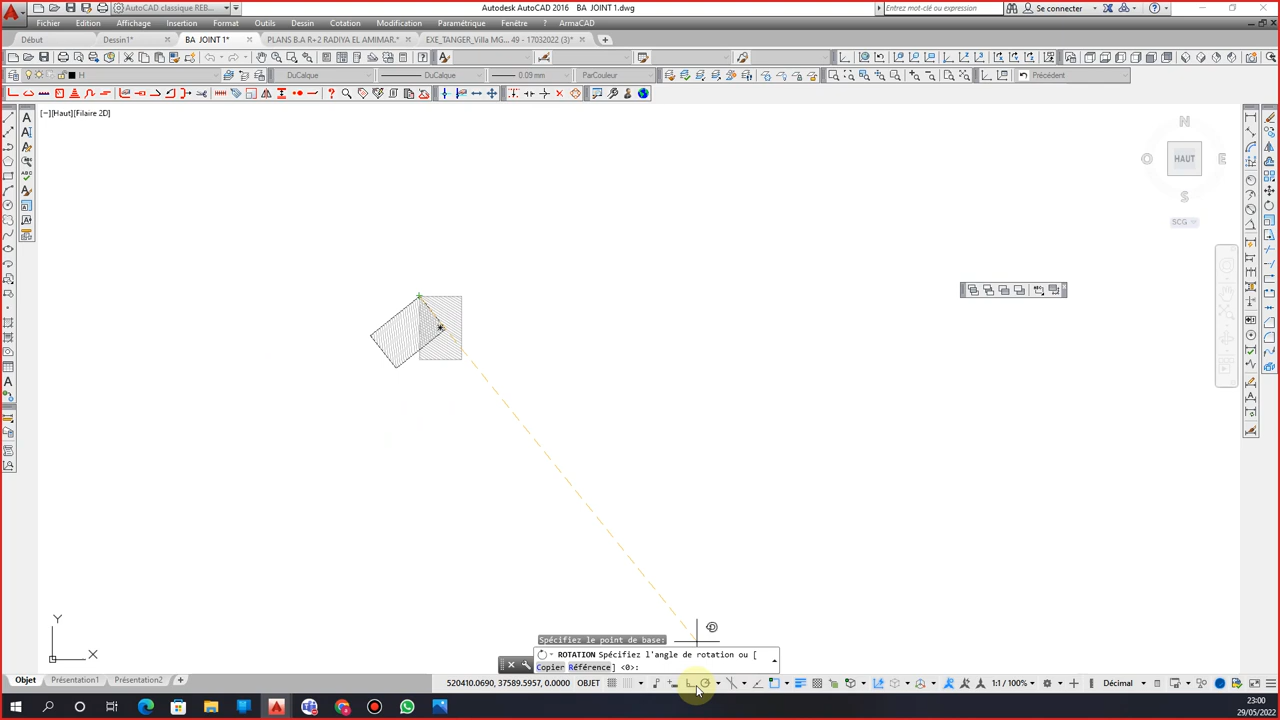 AutoCAD classique REB...
Autodesk AutoCAD 2016 BA JOINT 1.dwg
Entrez mot-clé ou expression
Se connecter
Fichier Edition Affichage Insertion Format Outils Dessin Cotation Modification Paramétrique Fenêtre ? ArmaCAD
Début
Dessin1*
BA JOINT 1*
PLANS B.A R+2 RADIYA EL AMIMAR.*
EXE_TANGER_Villa MG... 49 - 17032022 (3)*
H
DuCalque
DuCalque
0.09 mm
ParCouleur
Précédent
[−][Haut][Filaire 2D]
N
O
HAUT
E
S
SCG
Y
X
Spécifiez le point de base:
ROTATION Spécifiez l'angle de rotation ou [
Copier Référence] <0>:
Objet Présentation1 Présentation2 +
520410.0690, 37589.5957, 0.0000 OBJET
1:1 / 100%
Décimal
23:00
29/05/2022